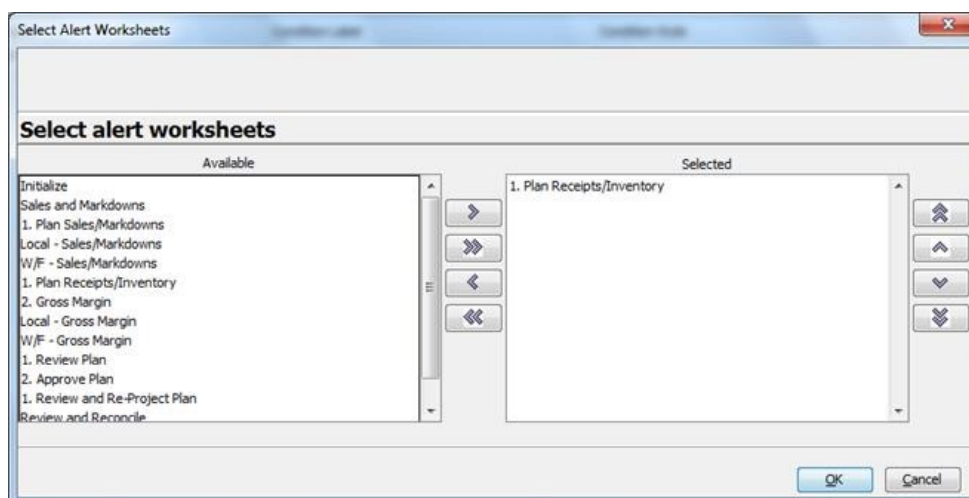 Select Alert Worksheets
Select alert worksheets
Available
Selected
Initialize
Sales and Markdowns
1. Plan Sales/Markdowns
Local - Sales/Markdowns
W/F - Sales/Markdowns
1. Plan Receipts/Inventory
2. Gross Margin
Local - Gross Margin
W/F - Gross Margin
1. Review Plan
2. Approve Plan
1. Review and Re-Project Plan
Review and Reconcile
1. Plan Receipts/Inventory
OK
Cancel